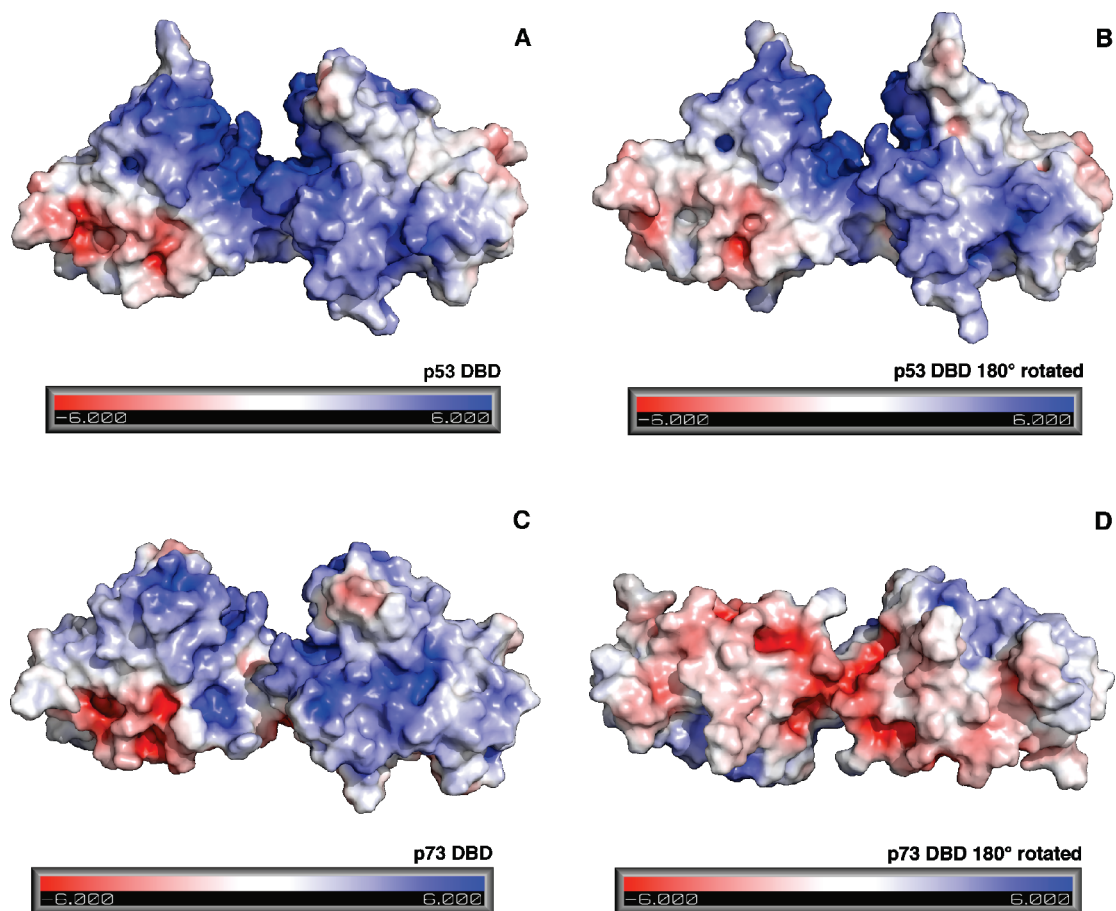 A
B
p53 DBD
p53 DBD 180° rotated
-6.000 6.000
-6.000 6.000
C
D
p73 DBD
p73 DBD 180° rotated
-6.000 6.000
-6.000 6.000